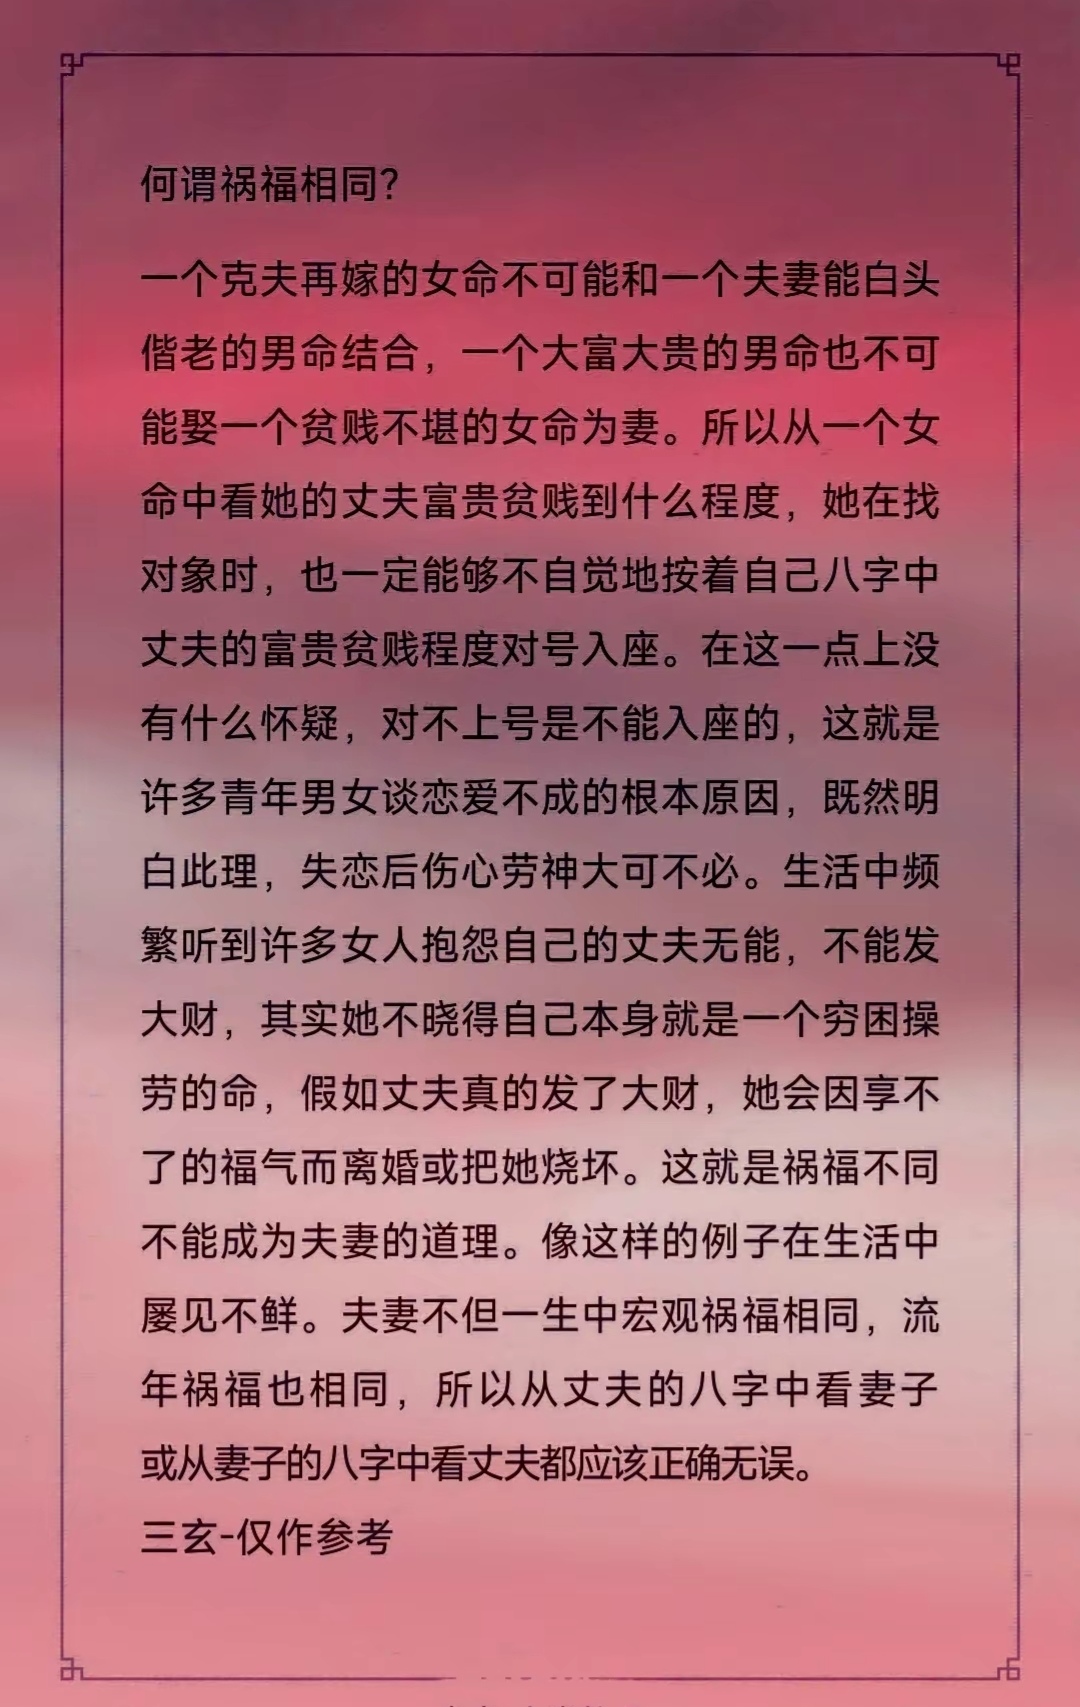 何谓祸福相同?
一个克夫再嫁的女命不可能和一个夫妻能白头
偕老的男命结合，一个大富大贵的男命也不可
能娶一个贫贱不堪的女命为妻。所以从一个女
命中看她的丈夫富贵贫贱到什么程度，她在找
对象时，也一定能够不自觉地按着自己八字中
丈夫的富贵贫贱程度对号入座。在这一点上没
有什么怀疑，对不上号是不能入座的，这就是
许多青年男女谈恋爱不成的根本原因，既然明
白此理，失恋后伤心劳神大可不必。生活中频
繁听到许多女人抱怨自己的丈夫无能，不能发
大财，其实她不晓得自己本身就是一个穷困操
劳的命，假如丈夫真的发了大财，她会因享不
了的福气而离婚或把她烧坏。这就是祸福不同
不能成为夫妻的道理。像这样的例子在生活中
屡见不鲜。夫妻不但一生中宏观祸福相同，流
年祸福也相同，所以从丈夫的八字中看妻子
或从妻子的八字中看丈夫都应该正确无误。
三玄-仅作参考